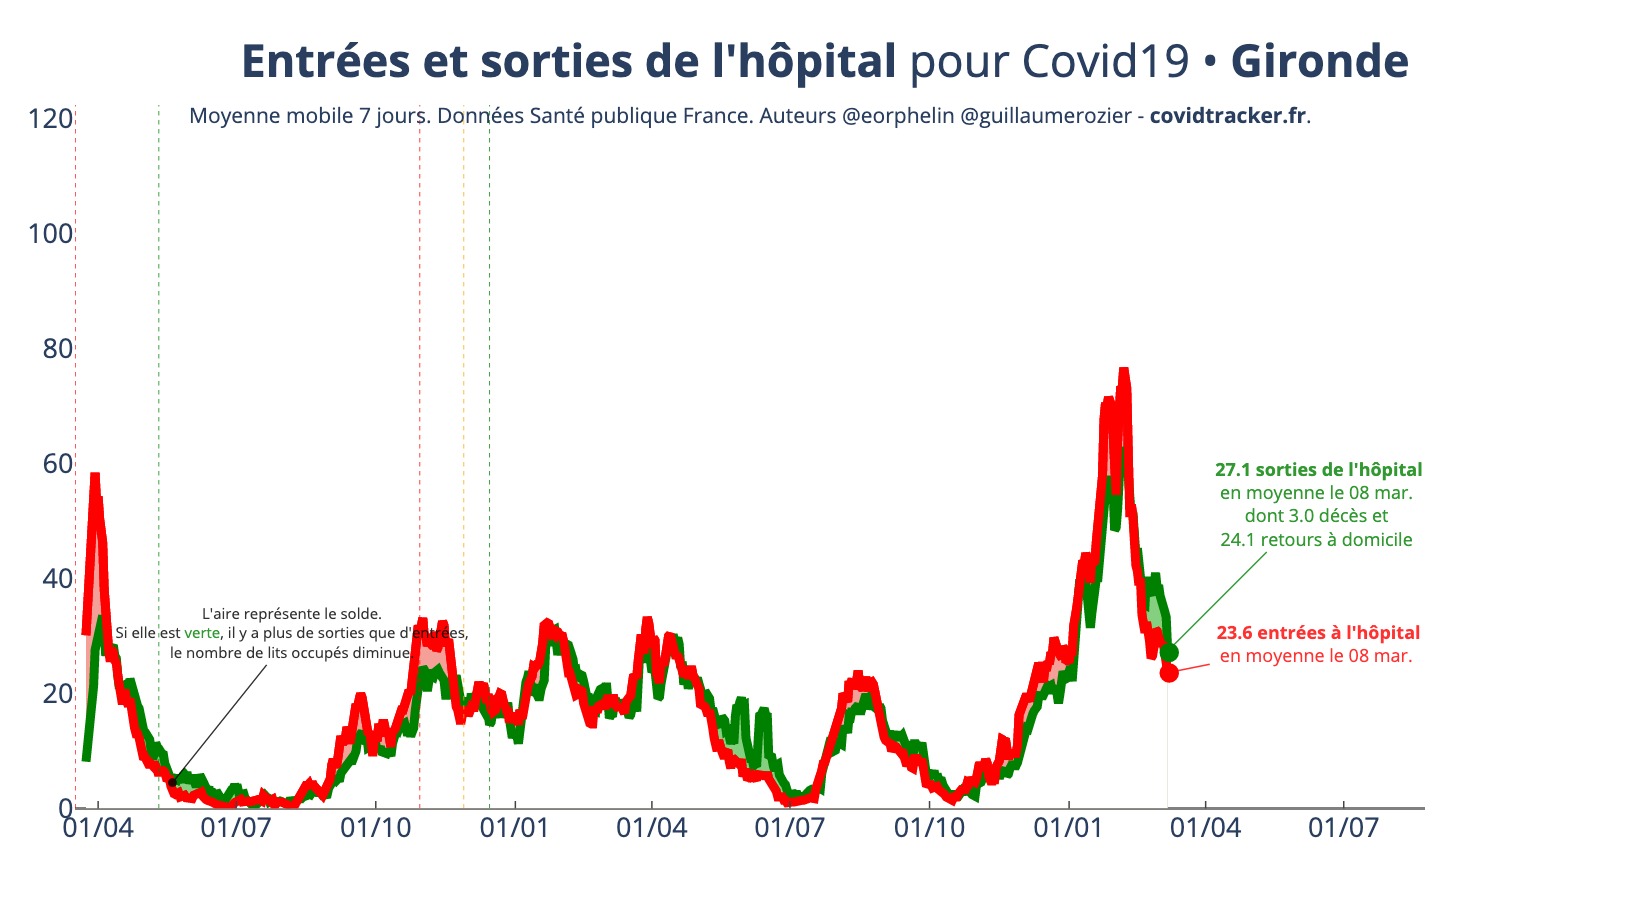 Entrées et sorties de l'hôpital pour Covid19 • Gironde
Moyenne mobile 7 jours. Données Santé publique France. Auteurs @eorphelin @guillaumerozier - covidtracker.fr.
120
100
80
60
40
20
0
27.1 sorties de l'hôpital
en moyenne le 08 mar.
dont 3.0 décès et
24.1 retours à domicile
L'aire représente le solde.
Si elle est verte, il y a plus de sorties que d'entrées,
le nombre de lits occupés diminue.
23.6 entrées à l'hôpital
en moyenne le 08 mar.
01/04 01/07 01/10 01/01 01/04 01/07 01/10 01/01 01/04 01/07